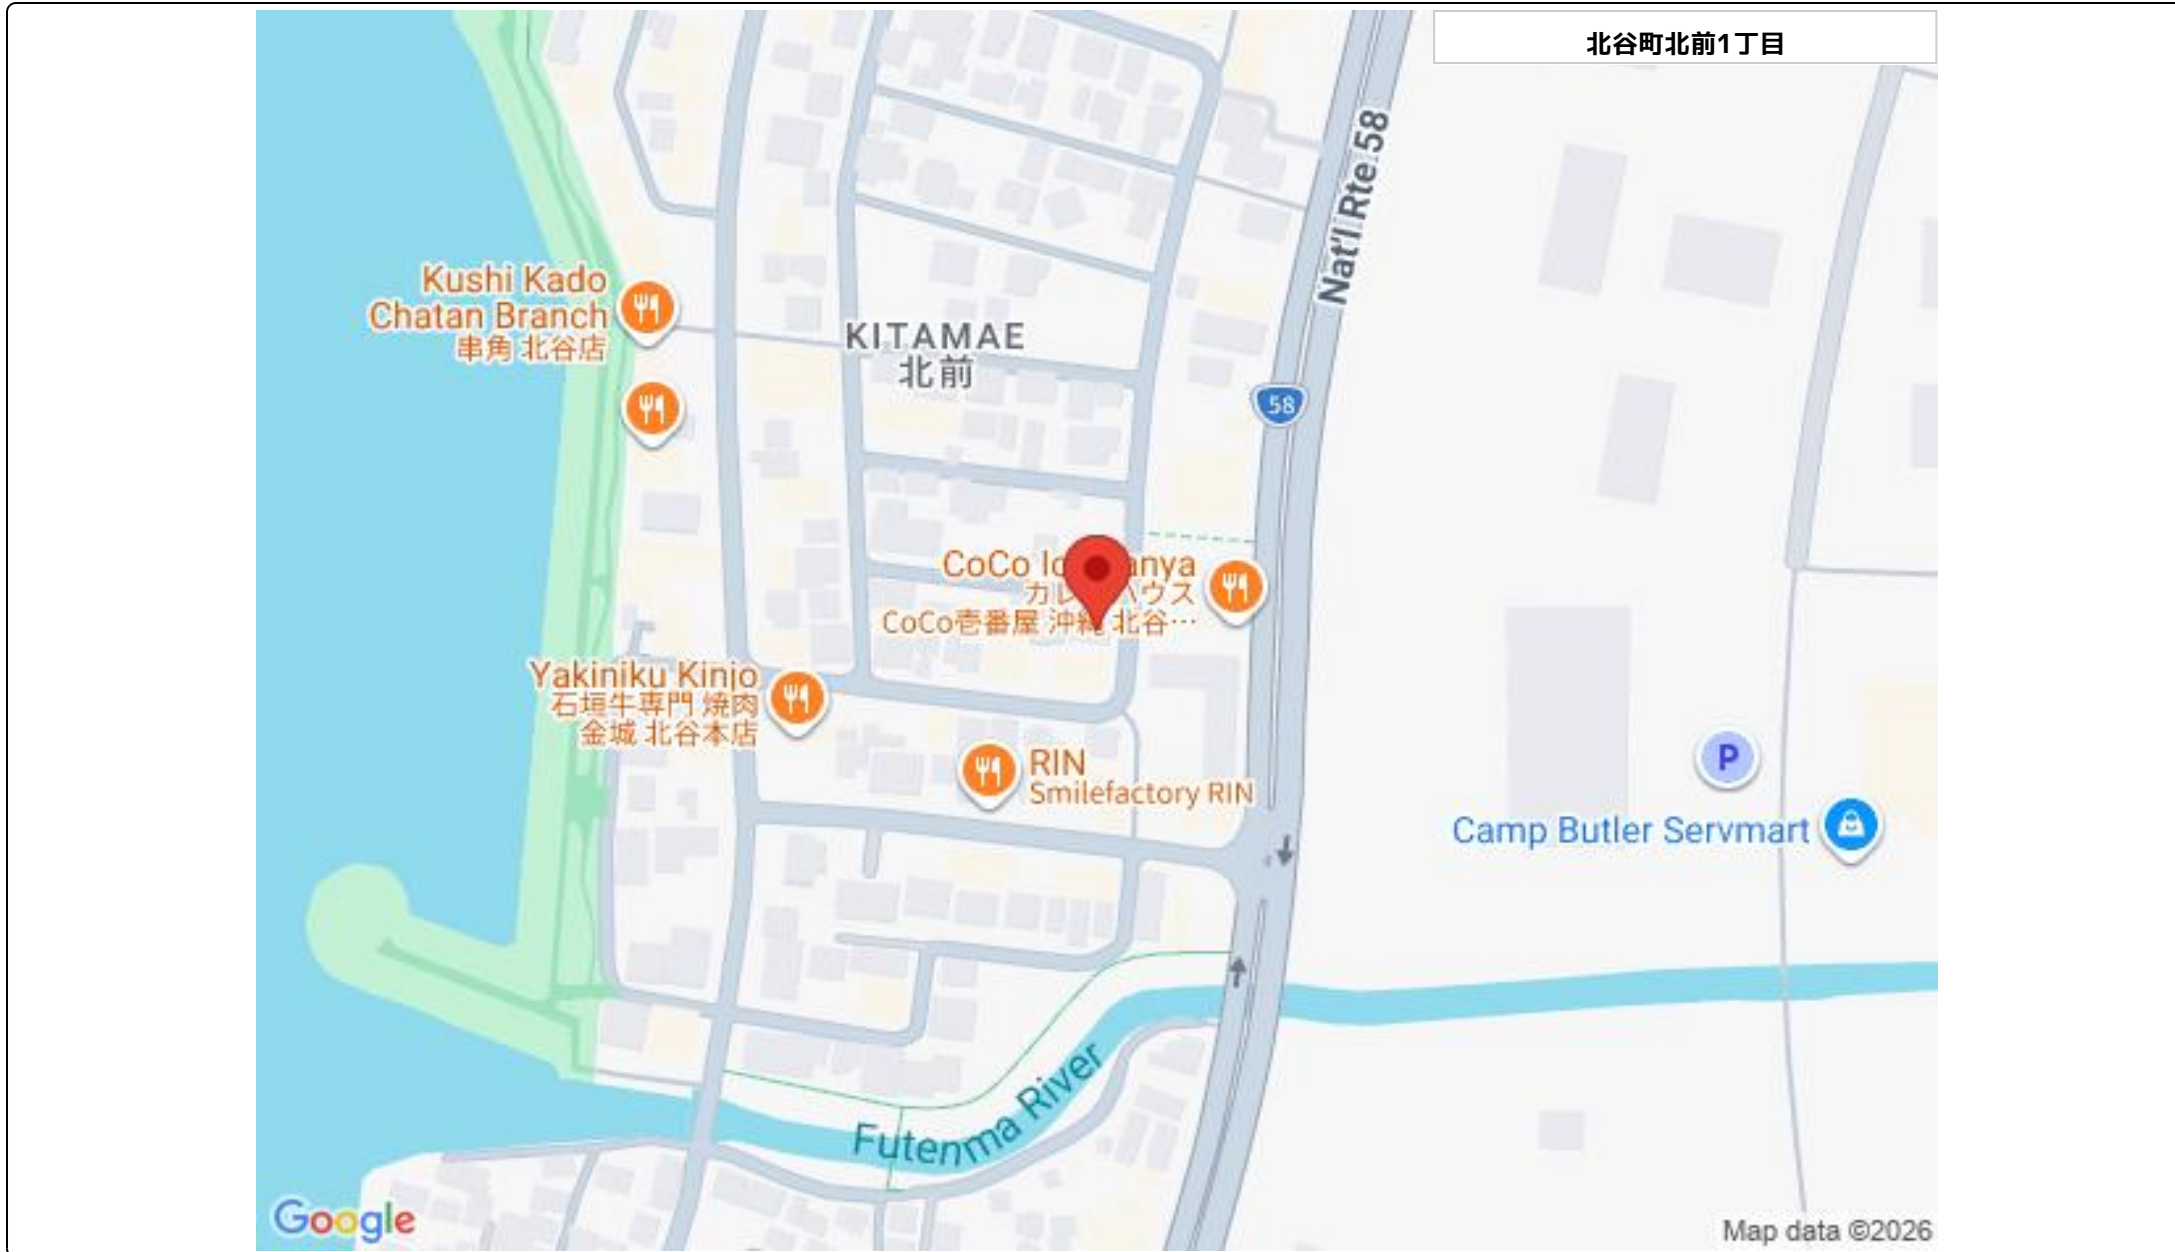 北谷町北前1丁目
Nat'l Rte 58
Kushi Kado
Chatan Branch
串角 北谷店
KITAMAE
北前
58
CoCo
anya
ハウス
CoCo壱番屋 沖縄 北谷…
Yakiniku Kinjo
石垣牛専門 焼肉
金城 北谷本店
RIN
Smilefactory RIN
P
Camp Butler Servmart
Futenma River
Google
Map data ©2026